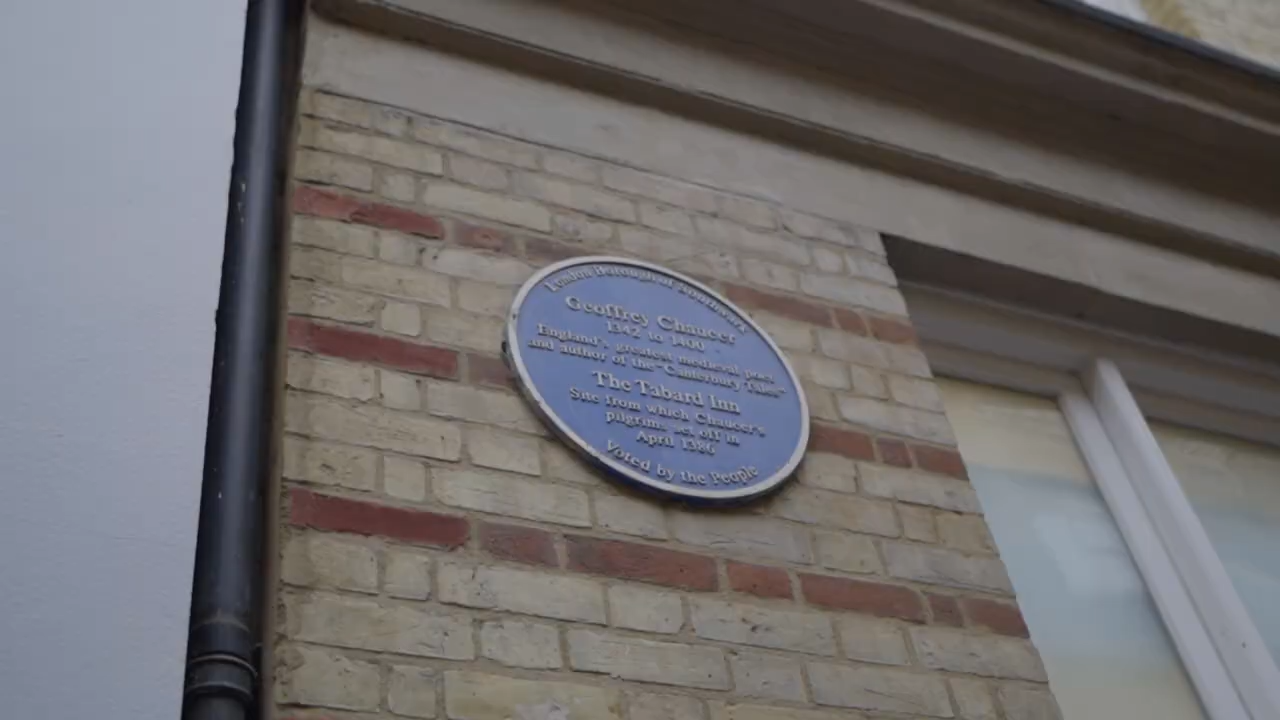 London Borough of Southwark
Geoffrey Chaucer
1342 to 1400
England's greatest medieval poet
and author of the "Canterbury Tales"
The Tabard Inn
Site from which Chaucer's
pilgrims set off in
April 1386
Voted by the People